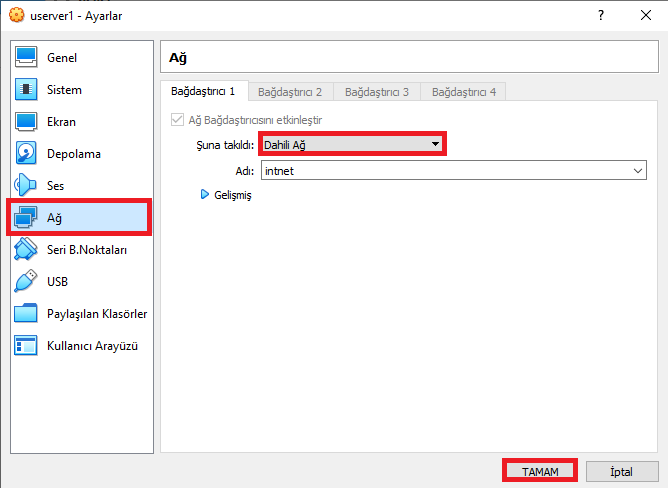 userver1 - Ayarlar
?
Genel
Sistem
Ekran
Depolama
Ses
Ağ
Seri B.Noktaları
USB
Paylaşılan Klasörler
Kullanıcı Arayüzü
Ağ
Bağdaştırıcı 1 Bağdaştırıcı 2 Bağdaştırıcı 3 Bağdaştırıcı 4
Ağ Bağdaştırıcısını etkinleştir
Şuna takıldı: Dahili Ağ
Adı: intnet
Gelişmiş
TAMAM İptal